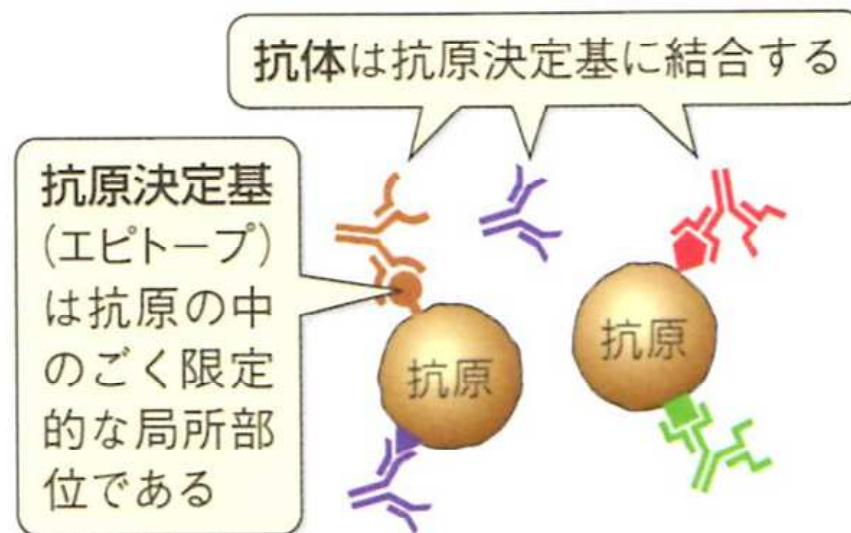 抗体は抗原決定基に結合する
抗原決定基
(エピトープ)
は抗原の中
のごく限定
的な局所部
位である
抗原
抗原